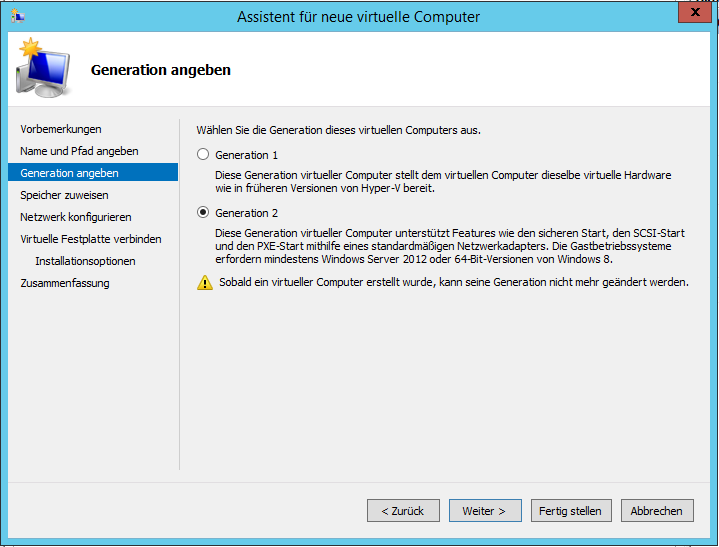 Assistent für neue virtuelle Computer
x
Generation angeben
Vorbemerkungen
Name und Pfad angeben
Generation angeben
Speicher zuweisen
Netzwerk konfigurieren
Virtuelle Festplatte verbinden
Installationsoptionen
Zusammenfassung
Wählen Sie die Generation dieses virtuellen Computers aus.
Generation 1
Diese Generation virtueller Computer stellt dem virtuellen Computer dieselbe virtuelle Hardware
wie in früheren Versionen von Hyper-V bereit.
Generation 2
Diese Generation virtueller Computer unterstützt Features wie den sicheren Start, den SCSI-Start
und den PXE-Start mithilfe eines standardmäßigen Netzwerkadapters. Die Gastbetriebssysteme
erfordern mindestens Windows Server 2012 oder 64-Bit-Versionen von Windows 8.
Sobald ein virtueller Computer erstellt wurde, kann seine Generation nicht mehr geändert werden.
< Zurück
Weiter >
Fertig stellen
Abbrechen